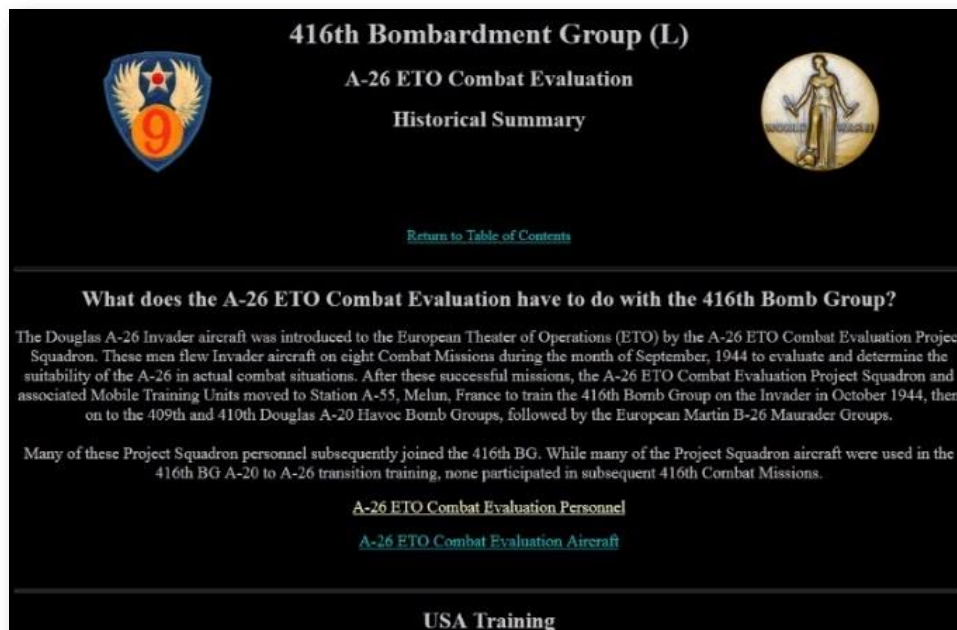 416th Bombardment Group (L)
A-26 ETO Combat Evaluation
Historical Summary
9
WORLD WAR II
Return to Table of Contents
What does the A-26 ETO Combat Evaluation have to do with the 416th Bomb Group?
The Douglas A-26 Invader aircraft was introduced to the European Theater of Operations (ETO) by the A-26 ETO Combat Evaluation Projec
Squadron. These men flew Invader aircraft on eight Combat Missions during the month of September, 1944 to evaluate and determine the
suitability of the A-26 in actual combat situations. After these successful missions, the A-26 ETO Combat Evaluation Project Squadron and
associated Mobile Training Units moved to Station A-55, Melun, France to train the 416th Bomb Group on the Invader in October 1944, then
on to the 409th and 410th Douglas A-20 Havoc Bomb Groups, followed by the European Martin B-26 Maurader Groups.
Many of these Project Squadron personnel subsequently joined the 416th BG. While many of the Project Squadron aircraft were used in the
416th BG A-20 to A-26 transition training, none participated in subsequent 416th Combat Missions.
A-26 ETO Combat Evaluation Personnel
A-26 ETO Combat Evaluation Aircraft
USA Training